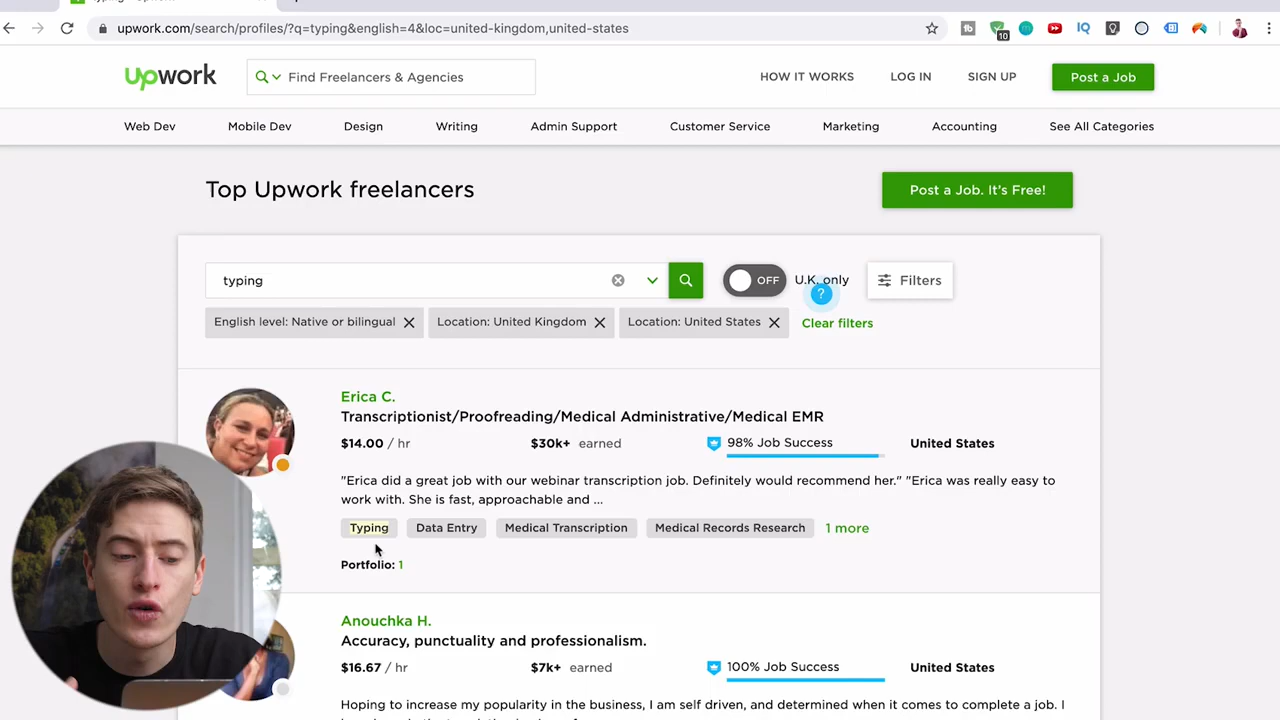 upwork.com/search/profiles/?q=typing&english=4&loc=united-kingdom,united-states
10
IQ
upwork
Find Freelancers & Agencies
HOW IT WORKS
LOG IN
SIGN UP
Post a Job
Web Dev
Mobile Dev
Design
Writing
Admin Support
Customer Service
Marketing
Accounting
See All Categories
Top Upwork freelancers
Post a Job. It's Free!
typing
OFF
U.K. only
?
Filters
English level: Native or bilingual
Location: United Kingdom
Location: United States
Clear filters
Erica C.
Transcriptionist/Proofreading/Medical Administrative/Medical EMR
$14.00 / hr
$30k+ earned
98% Job Success
United States
"Erica did a great job with our webinar transcription job. Definitely would recommend her." "Erica was really easy to
work with. She is fast, approachable and ...
Typing
Data Entry
Medical Transcription
Medical Records Research
1 more
Portfolio: 1
Anouchka H.
Accuracy, punctuality and professionalism.
$16.67 / hr
$7k+ earned
100% Job Success
United States
Hoping to increase my popularity in the business, I am self driven, and determined when it comes to complete a job. I